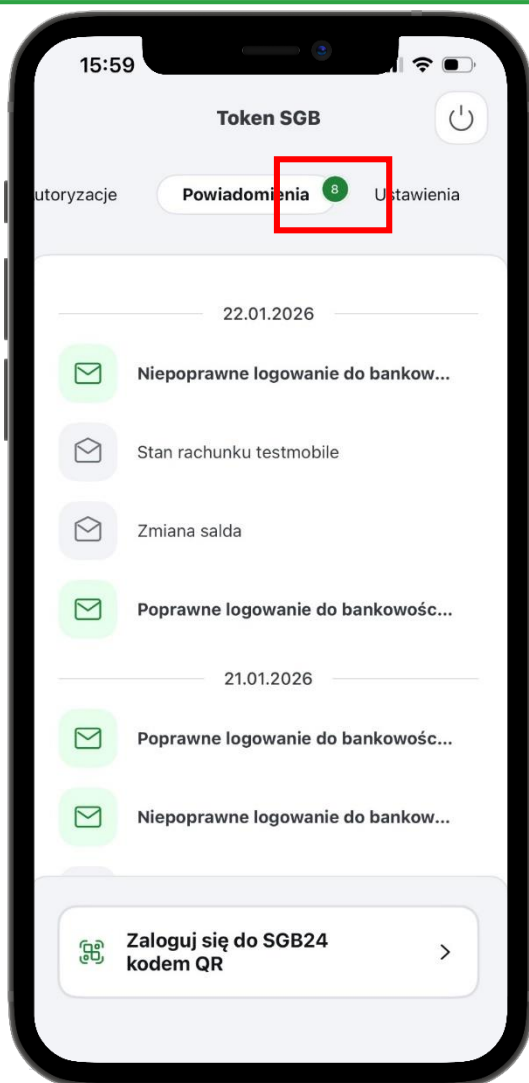 15:59
Token SGB
utoryzacje
Powiadomienia
8
Ustawienia
22.01.2026
Niepoprawne logowanie do bankow...
Stan rachunku testmobile
Zmiana salda
Poprawne logowanie do bankowośc...
21.01.2026
Poprawne logowanie do bankowośc...
Niepoprawne logowanie do bankow...
Zaloguj się do SGB24
kodem QR